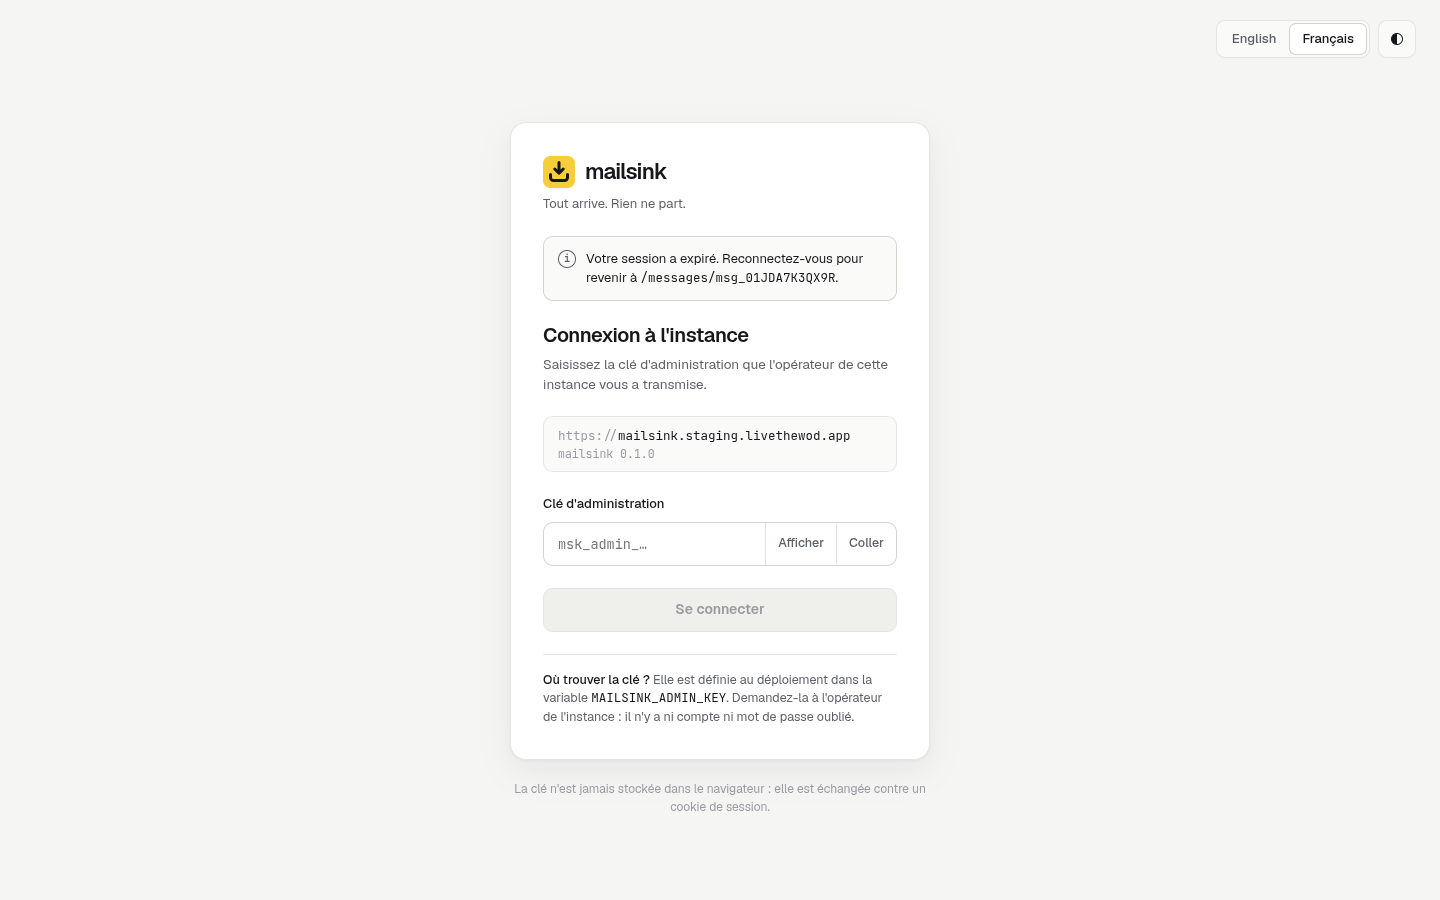 English
Français
mailsink
Tout arrive. Rien ne part.
Votre session a expiré. Reconnectez-vous pour
revenir à /messages/msg_01JDA7K3QX9R.
Connexion à l'instance
Saisissez la clé d'administration que l'opérateur de cette
instance vous a transmise.
https://mailsink.staging.livethewod.app
mailsink 0.1.0
Clé d'administration
msk_admin_…
Afficher
Coller
Se connecter
Où trouver la clé ? Elle est définie au déploiement dans la
variable MAILSINK_ADMIN_KEY. Demandez-la à l'opérateur
de l'instance : il n'y a ni compte ni mot de passe oublié.
La clé n'est jamais stockée dans le navigateur : elle est échangée contre un
cookie de session.